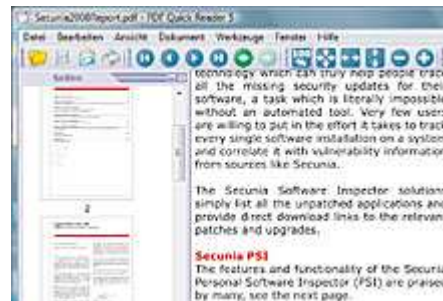 Secunia2008Report.pdf - PDF Quick Reader 5
Datei Bearbeiten Ansicht Dokument Werkzeuge Fenster Hilfe
Seiten
2
technology which can truly help people track
all the missing security updates for their
software, a task which is literally impossible
without an automated tool. Very few users
are willing to put in the effort it takes to track
every single software installation on a system
and correlate it with vulnerability information
from sources like Secunia.
The Secunia Software Inspector solutions
simply list all the unpatched applications and
provide direct download links to the relevant
patches and upgrades.
Secunia PSI
The features and functionality of the Secunia
Personal Software Inspector (PSI) are praised
by many, see the next page.